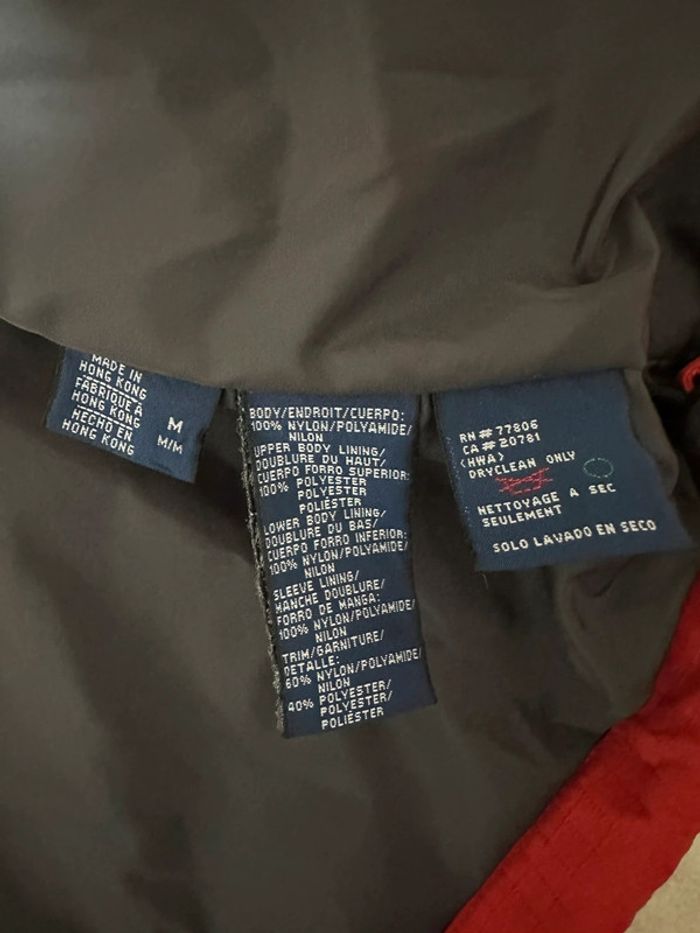 MADE IN
HONG KONG
FABRIQUÉ À
HONG KONG
HECHO EN
HONG KONG
M
M/M
BODY/ENDROIT/CUERPO:
100% NYLON/POLYAMIDE/
NILON
UPPER BODY LINING/
DOUBLURE DU HAUT/
CUERPO FORRO SUPERIOR:
100% POLYESTER
POLYESTER
POLIÉSTER
LOWER BODY LINING/
DOUBLURE DU BAS/
CUERPO FORRO INFERIOR:
100% NYLON/POLYAMIDE/
NILON
SLEEVE LINING/
MANCHE DOUBLURE/
FORRO DE MANGA:
100% NYLON/POLYAMIDE/
NILON
TRIM/GARNITURE/
DETALLE:
60% NYLON/POLYAMIDE/
NILON
40% POLYESTER/
POLYESTER/
POLIÉSTER
RN # 77806
CA # 20781
(HWA)
DRYCLEAN ONLY
NETTOYAGE A SEC
SEULEMENT
SOLO LAVADO EN SECO